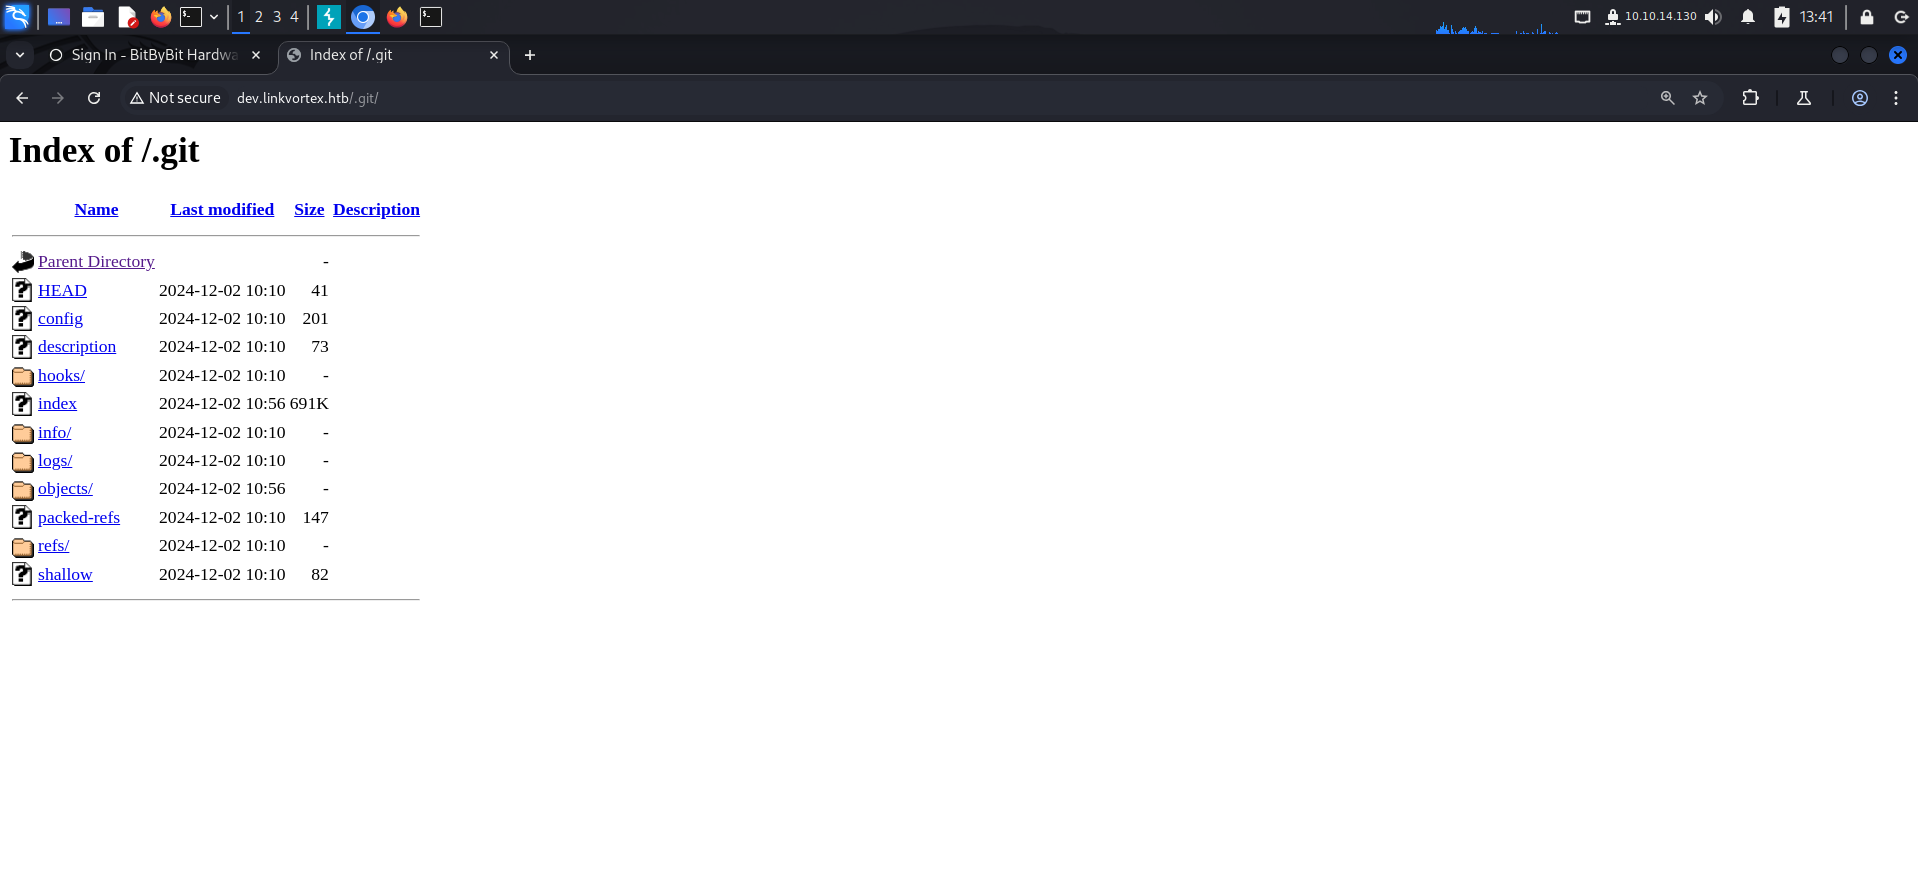 1 2 3 4 10.10.14.130 13:41
Sign In - BitByBit Hardwa Index of /.git
Not secure dev.linkvortex.htb/.git/
Index of /.git
Name Last modified Size Description
Parent Directory -
HEAD 2024-12-02 10:10 41
config 2024-12-02 10:10 201
description 2024-12-02 10:10 73
hooks/ 2024-12-02 10:10 -
index 2024-12-02 10:56 691K
info/ 2024-12-02 10:10 -
logs/ 2024-12-02 10:10 -
objects/ 2024-12-02 10:56 -
packed-refs 2024-12-02 10:10 147
refs/ 2024-12-02 10:10 -
shallow 2024-12-02 10:10 82